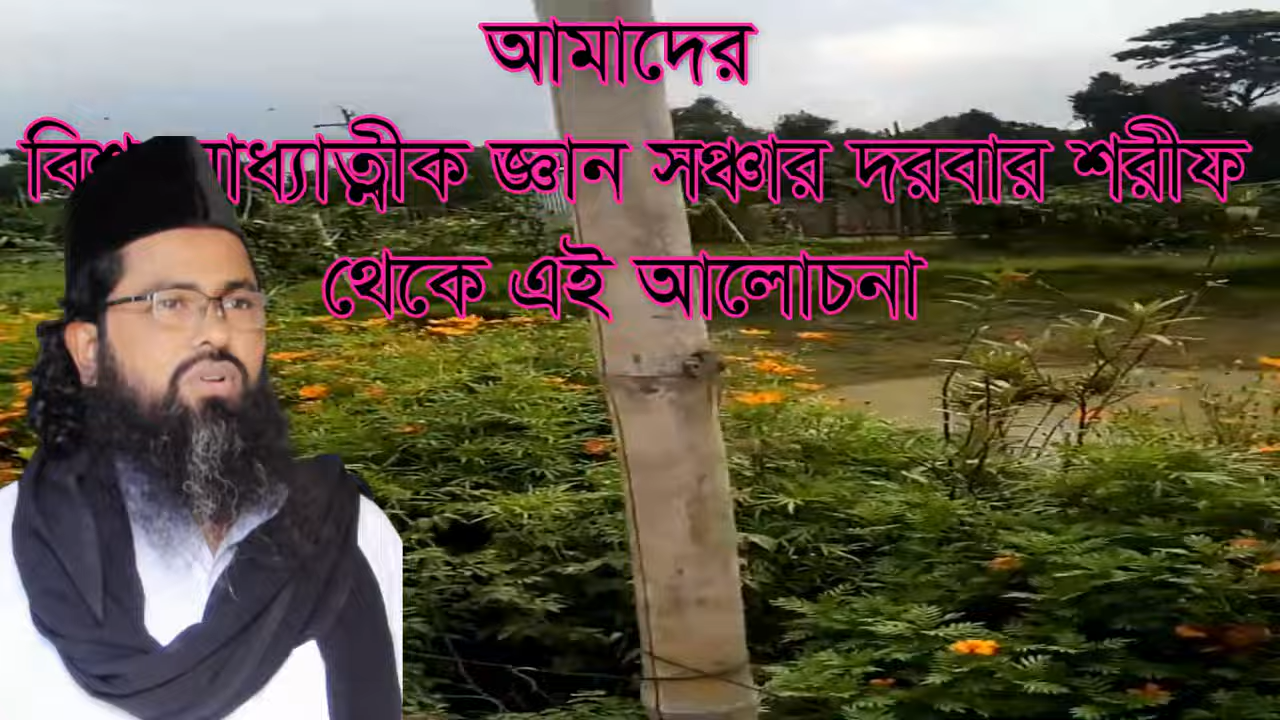 আমাদের
জ্ঞান সঞ্চার দরবার শরীফ
থেকে এই আলোচনা